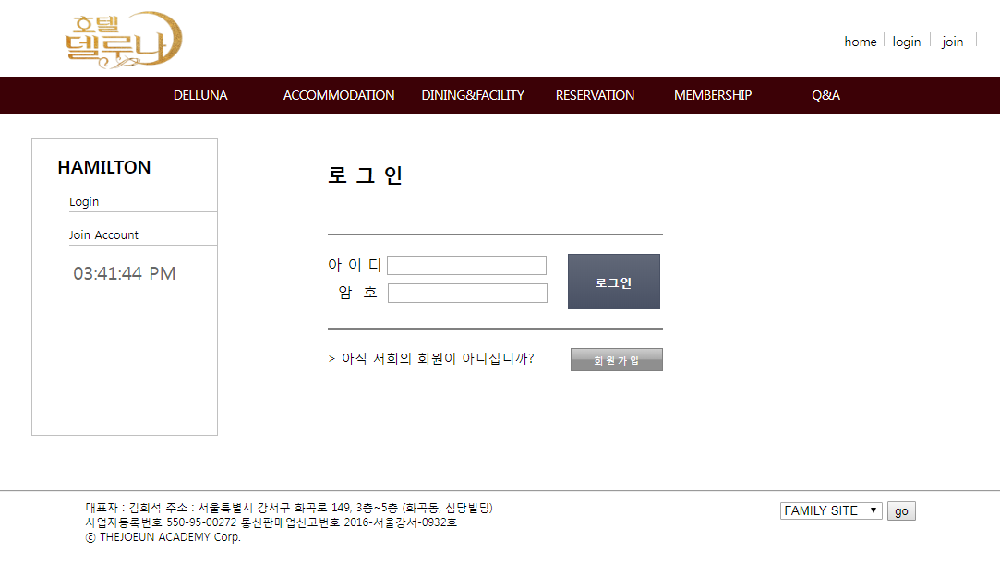 호텔
델루나
home login join
DELLUNA ACCOMMODATION DINING&FACILITY RESERVATION MEMBERSHIP Q&A
HAMILTON
Login
Join Account
03:41:44 PM
로 그 인
아 이 디
로그인
암 호
> 아직 저희의 회원이 아니십니까?
회 원 가 입
대표자 : 김희석 주소 : 서울특별시 강서구 화곡로 149, 3층~5층 (화곡동, 심당빌딩)
사업자등록번호 550-95-00272 통신판매업신고번호 2016-서울강서-0932호
ⓒ THEJOEUN ACADEMY Corp.
FAMILY SITE ▼ go